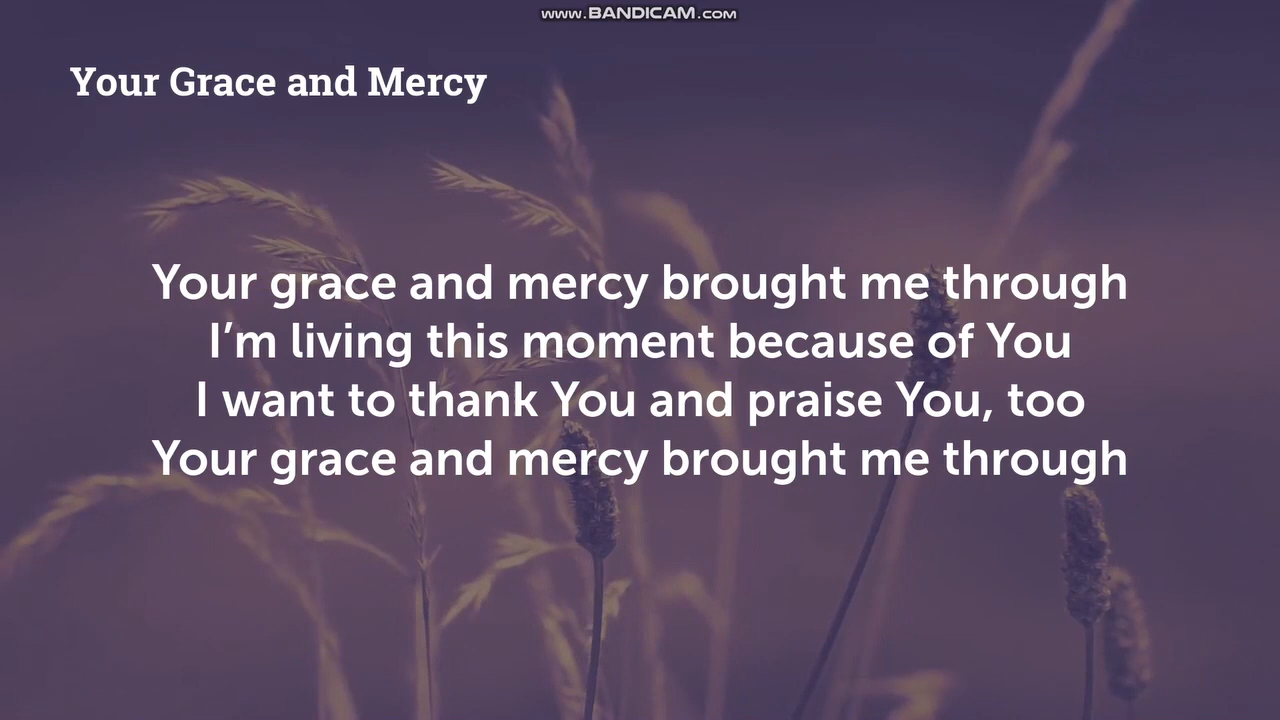 www.BANDICAM.com
Your Grace and Mercy
Your grace and mercy brought me through
I’m living this moment because of You
I want to thank You and praise You, too
Your grace and mercy brought me through